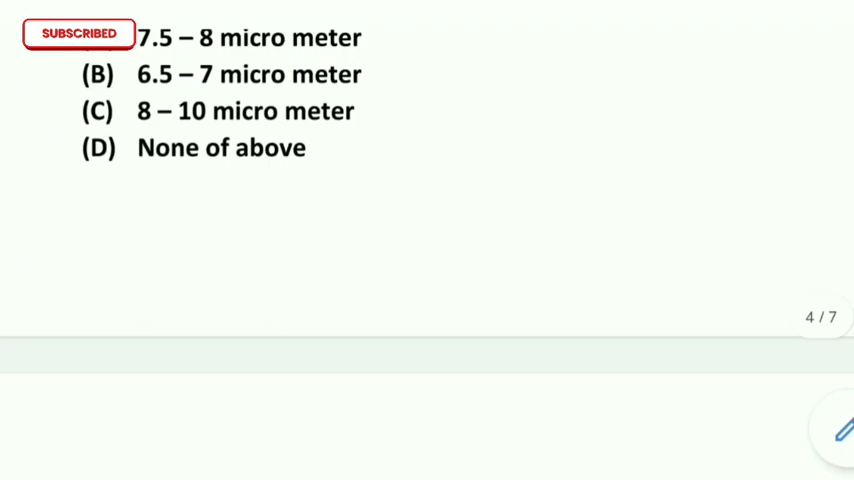 SUBSCRIBED
7.5 – 8 micro meter
(B) 6.5 – 7 micro meter
(C) 8 – 10 micro meter
(D) None of above
4 / 7